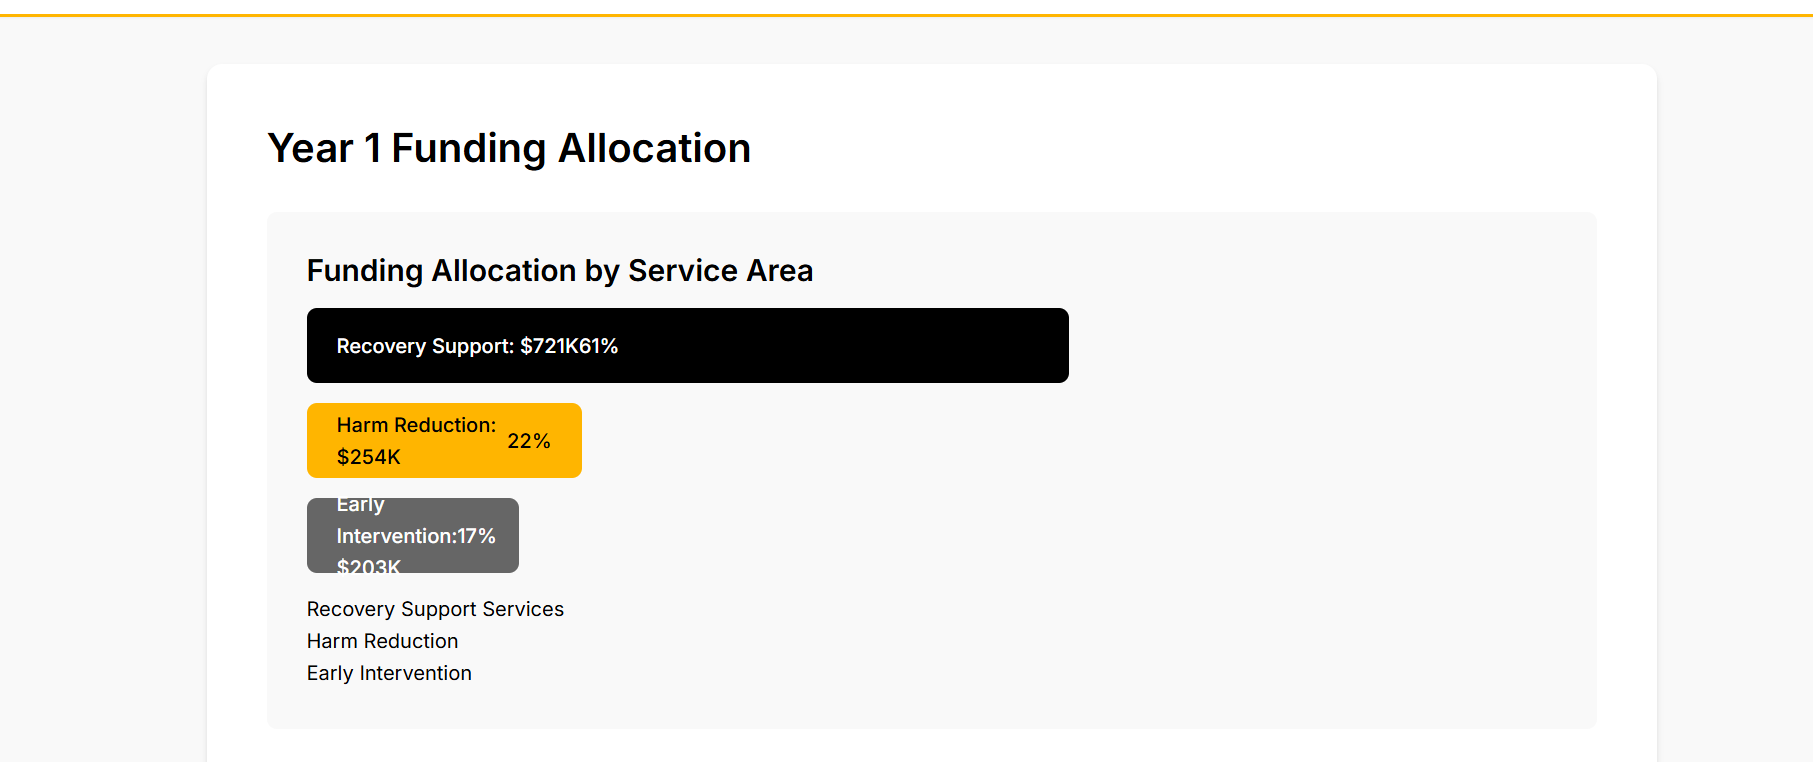 Year 1 Funding Allocation
Funding Allocation by Service Area
Recovery Support: $721K61%
Harm Reduction:
$254K
22%
Early
Intervention:17%
$203K
Recovery Support Services
Harm Reduction
Early Intervention